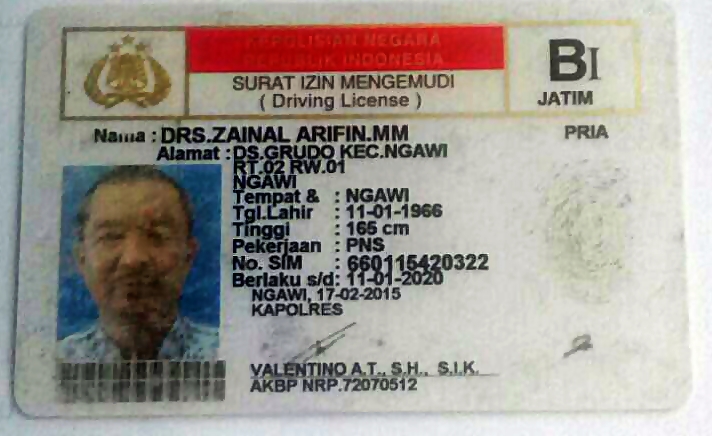 KEPOLISIAN NEGARA
REPUBLIK INDONESIA
SURAT IZIN MENGEMUDI
( Driving License )
BI
JATIM
Nama : DRS.ZAINAL ARIFIN.MM
PRIA
Alamat : DS.GRUDO KEC.NGAWI
RT.02 RW.01
NGAWI
Tempat & : NGAWI
Tgl.Lahir : 11-01-1966
Tinggi : 165 cm
Pekerjaan : PNS
No. SIM : 660115420322
Berlaku s/d: 11-01-2020
NGAWI, 17-02-2015
KAPOLRES
VALENTINO A.T., S.H., S.I.K.
AKBP NRP.72070512